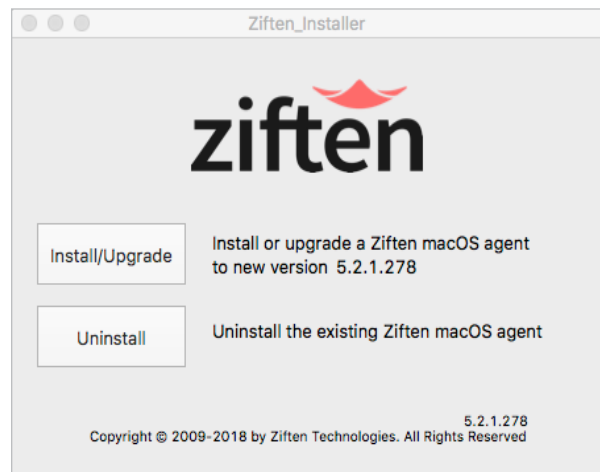 Ziften_Installer
ziften
Install/Upgrade
Install or upgrade a Ziften macOS agent
to new version 5.2.1.278
Uninstall
Uninstall the existing Ziften macOS agent
5.2.1.278
Copyright © 2009-2018 by Ziften Technologies. All Rights Reserved